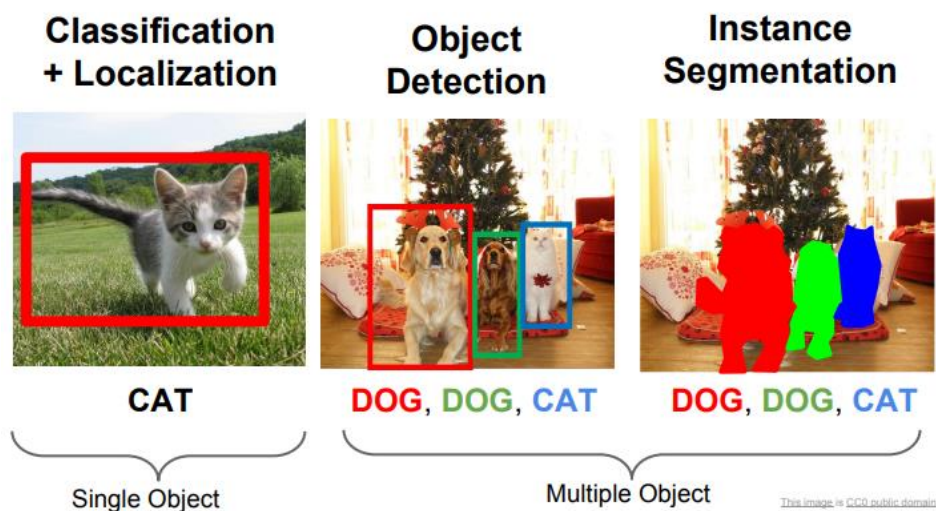 Classification
+ Localization
Object
Detection
Instance
Segmentation
CAT
DOG, DOG, CAT
DOG, DOG, CAT
Single Object
Multiple Object
This image is CC0 public domain